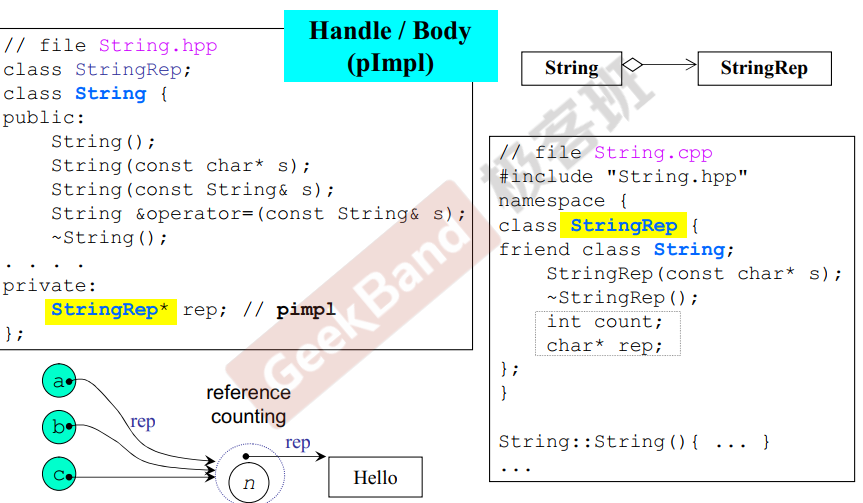 Handle / Body
(pImpl)
// file String.hpp
class StringRep;
class String {
public:
String();
String(const char* s);
String(const String& s);
String &operator=(const String& s);
~String();
. . . .
private:
StringRep* rep; // pimpl
};
String
StringRep
// file String.cpp
#include "String.hpp"
namespace {
class StringRep {
friend class String;
StringRep(const char* s);
~StringRep();
int count;
char* rep;
};
}
String::String(){ ... }
...
a
b
c
rep
reference
counting
rep
n
Hello
GeekBand 极客班